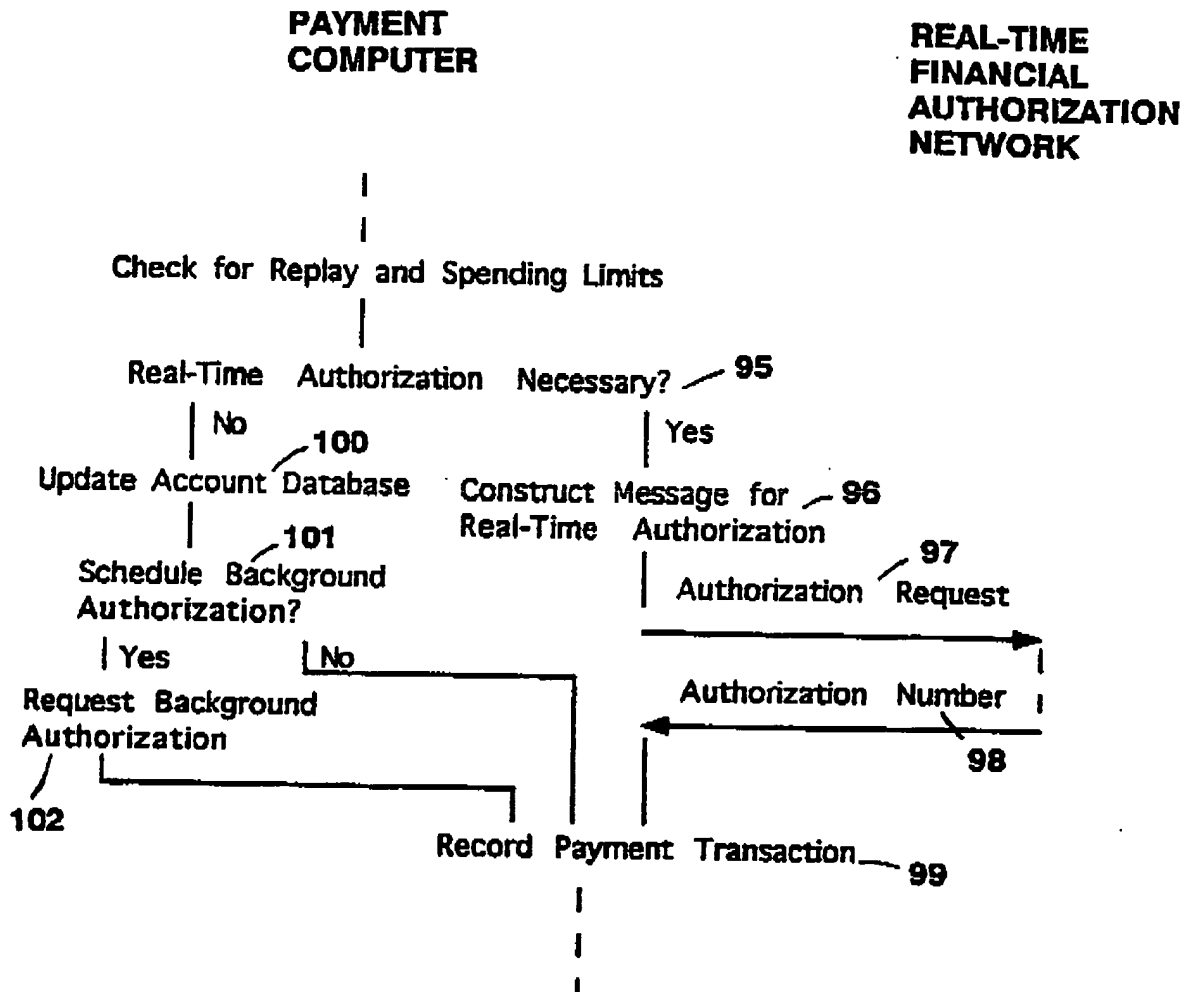 PAYMENT
COMPUTER
REAL-TIME
FINANCIAL
AUTHORIZATION
NETWORK
Check for Replay and Spending Limits
Real-Time Authorization Necessary?
95
No
Yes
100
Update Account Database
Construct Message for
Real-Time Authorization
96
101
Schedule Background
Authorization?
97
Authorization Request
Yes
No
Authorization Number
98
Request Background
Authorization
102
Record Payment Transaction
99